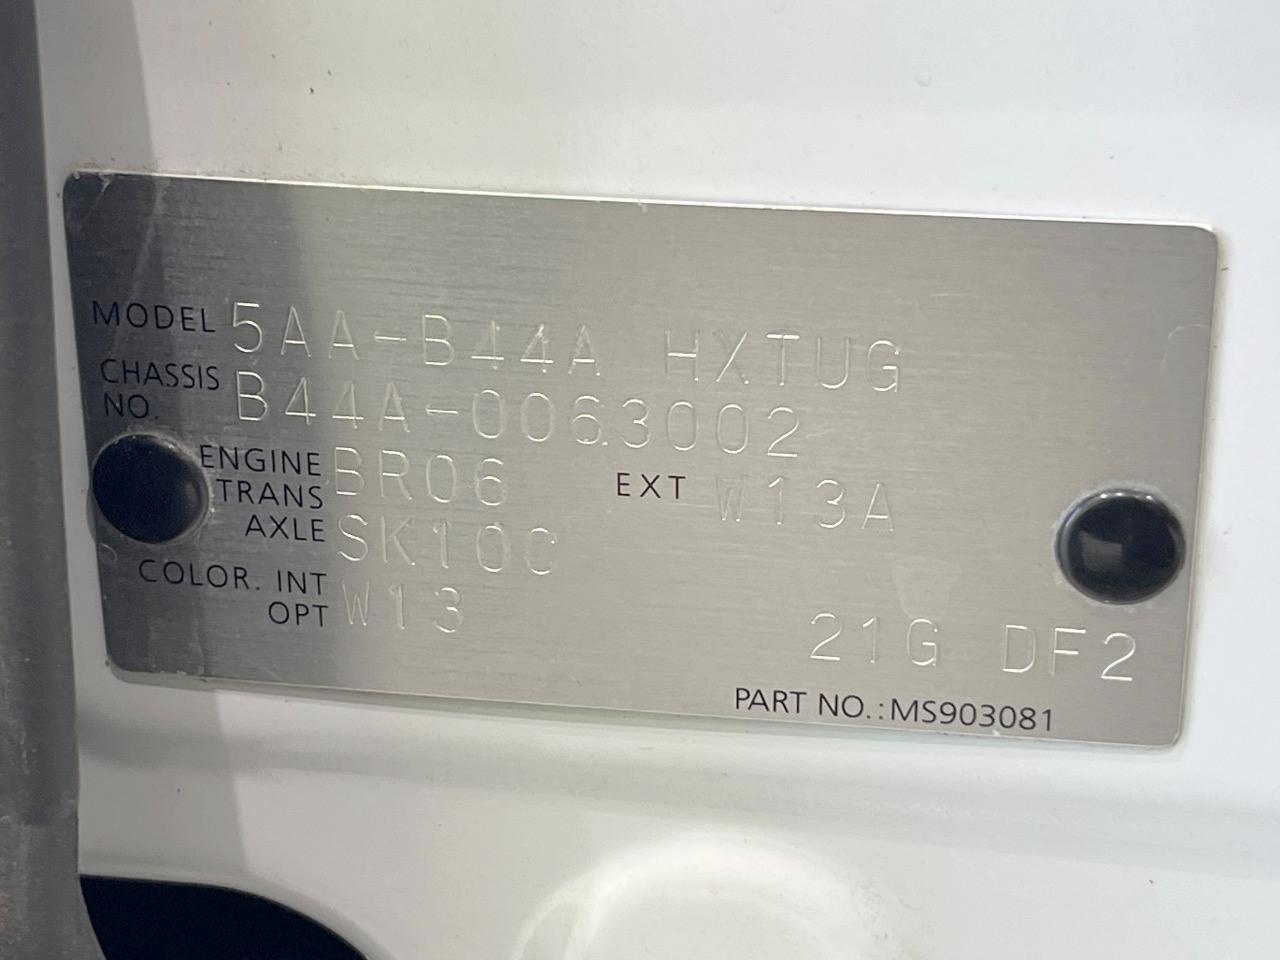 MODEL 5AA-B44A HXTUG
CHASSIS NO. B44A-0063002
ENGINE BR06 EXT W13A
TRANS AXLE SK10C
COLOR. INT
OPT W13
21G DF2
PART NO.:MS903081